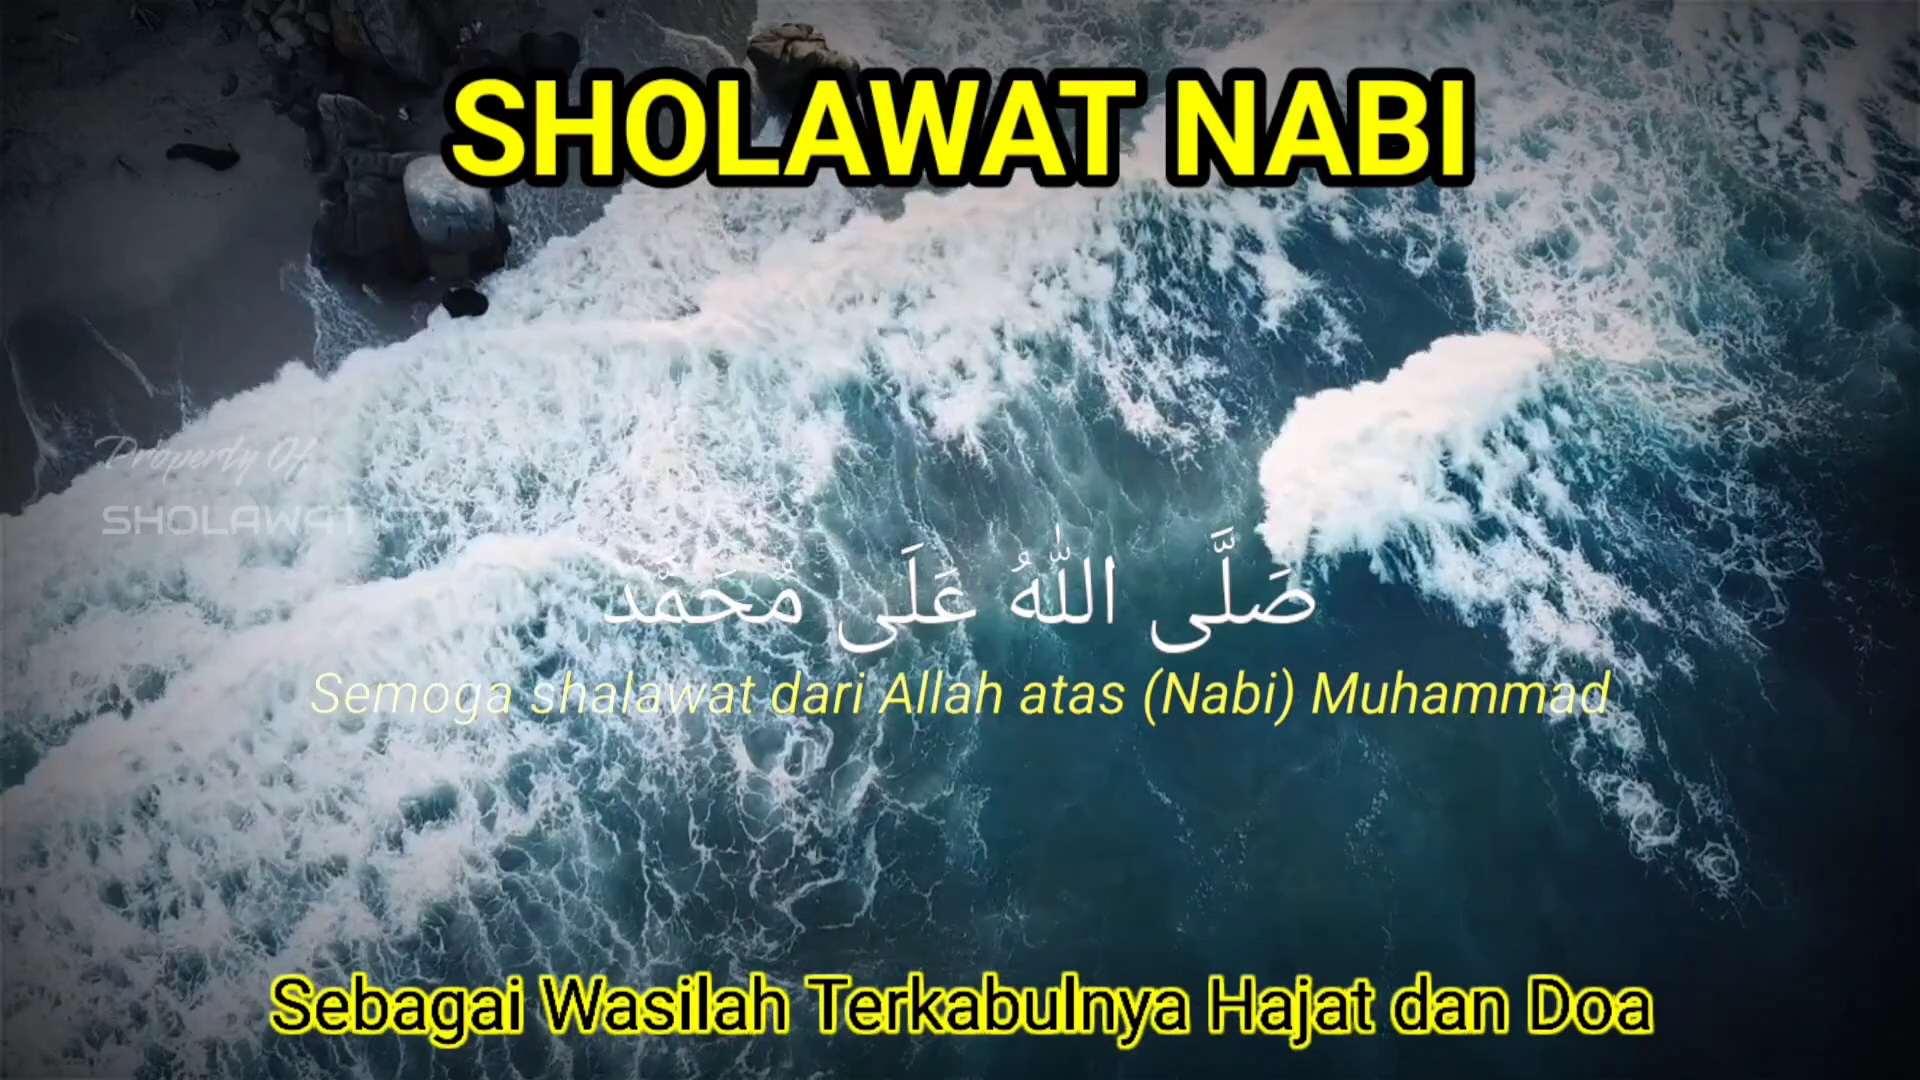 SHOLAWAT NABI
Property Of
SHOLAWAT
صَلَّى اللّٰهُ عَلَى مُحَمَّد
Semoga shalawat dari Allah atas (Nabi) Muhammad
Sebagai Wasilah Terkabulnya Hajat dan Doa